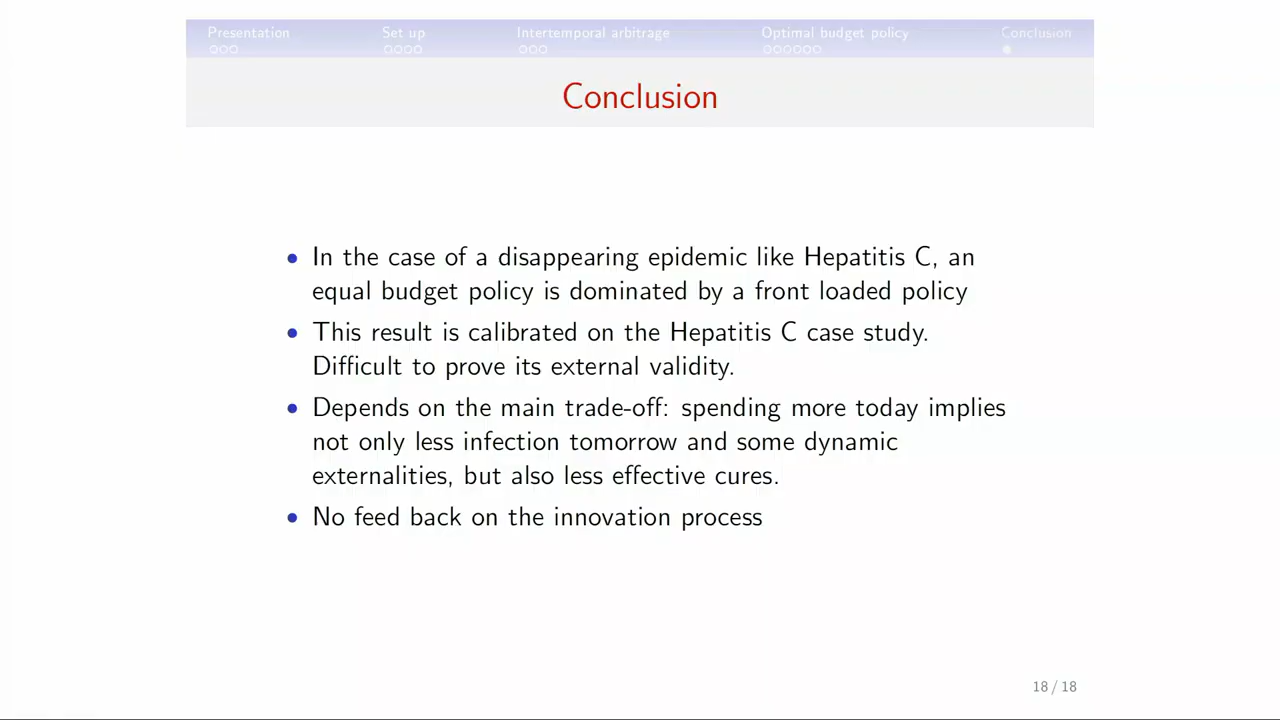 Presentation Set up Intertemporal arbitrage Optimal budget policy Conclusion
Conclusion
• In the case of a disappearing epidemic like Hepatitis C, an
equal budget policy is dominated by a front loaded policy
• This result is calibrated on the Hepatitis C case study.
Difficult to prove its external validity.
• Depends on the main trade-off: spending more today implies
not only less infection tomorrow and some dynamic
externalities, but also less effective cures.
• No feed back on the innovation process
18 / 18